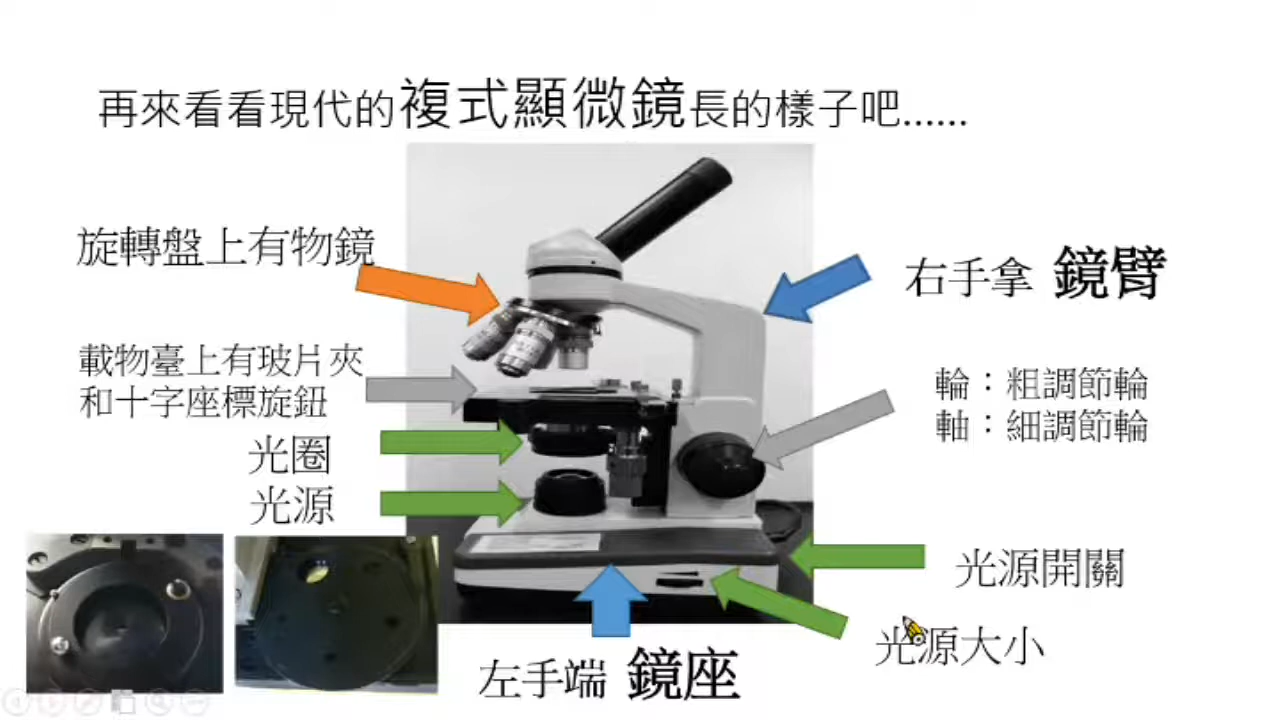 再來看看現代的複式顯微鏡長的樣子吧......
旋轉盤上有物鏡
載物臺上有玻片夾
和十字座標旋鈕
光圈
光源
右手拿 鏡臂
輪：粗調節輪
軸：細調節輪
光源開關
光源大小
左手端 鏡座